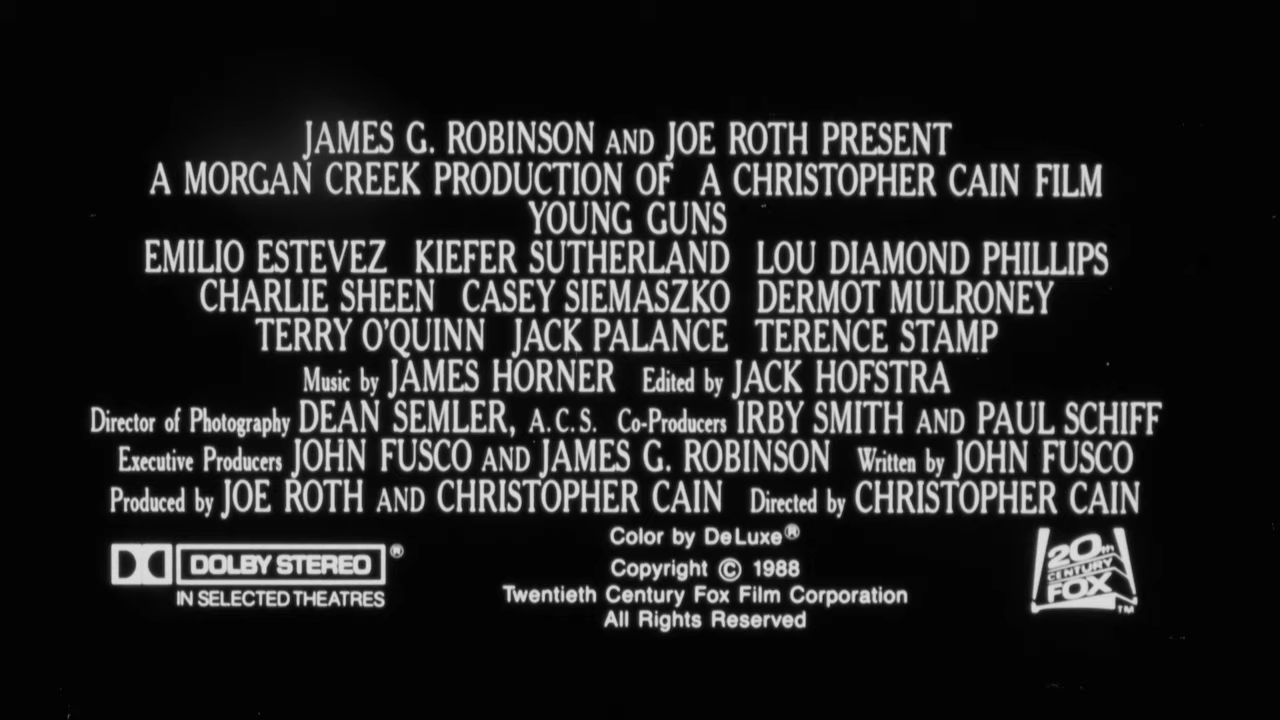 JAMES G. ROBINSON AND JOE ROTH PRESENT
A MORGAN CREEK PRODUCTION OF A CHRISTOPHER CAIN FILM
YOUNG GUNS
EMILIO ESTEVEZ KIEFER SUTHERLAND LOU DIAMOND PHILLIPS
CHARLIE SHEEN CASEY SIEMASZKO DERMOT MULRONEY
TERRY O'QUINN JACK PALANCE TERENCE STAMP
Music by JAMES HORNER Edited by JACK HOFSTRA
Director of Photography DEAN SEMLER, A.C.S. Co-Producers IRBY SMITH AND PAUL SCHIFF
Executive Producers JOHN FUSCO AND JAMES G. ROBINSON Written by JOHN FUSCO
Produced by JOE ROTH AND CHRISTOPHER CAIN Directed by CHRISTOPHER CAIN
DOLBY STEREO ®
IN SELECTED THEATRES
Color by DeLuxe®
Copyright © 1988
Twentieth Century Fox Film Corporation
All Rights Reserved
20th
CENTURY
FOX
TM